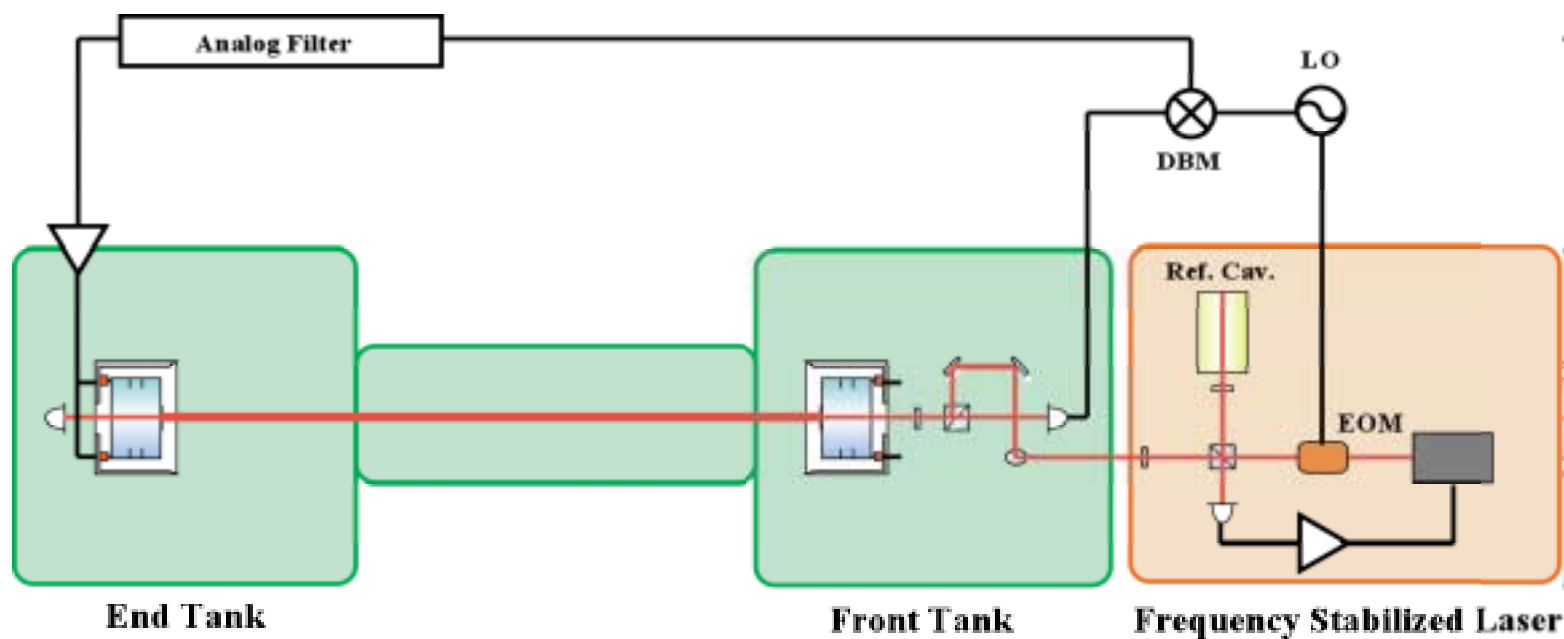 Analog Filter
LO
DBM
Ref. Cav.
EOM
End Tank
Front Tank
Frequency Stabilized Laser